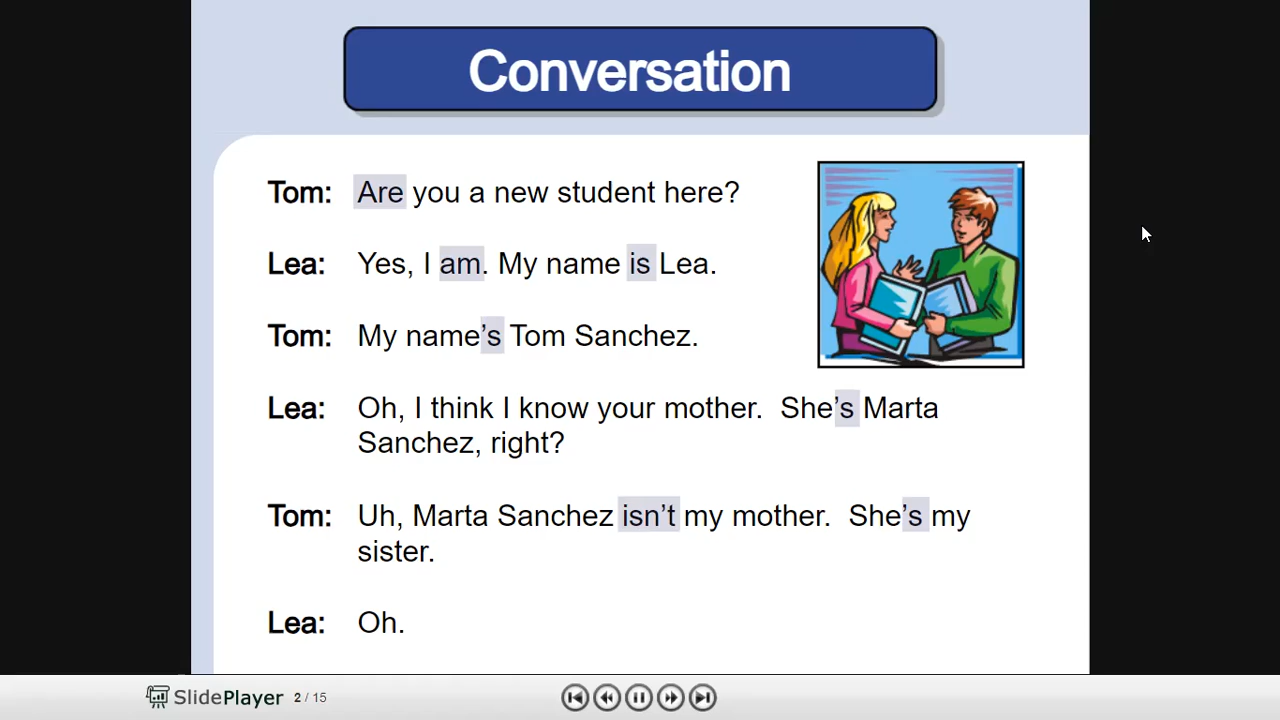 Conversation
Tom: Are you a new student here?
Lea: Yes, I am. My name is Lea.
Tom: My name’s Tom Sanchez.
Lea: Oh, I think I know your mother.  She’s Marta
Sanchez, right?
Tom: Uh, Marta Sanchez isn’t my mother.  She’s my
sister.
Lea: Oh.
SlidePlayer 2 / 15